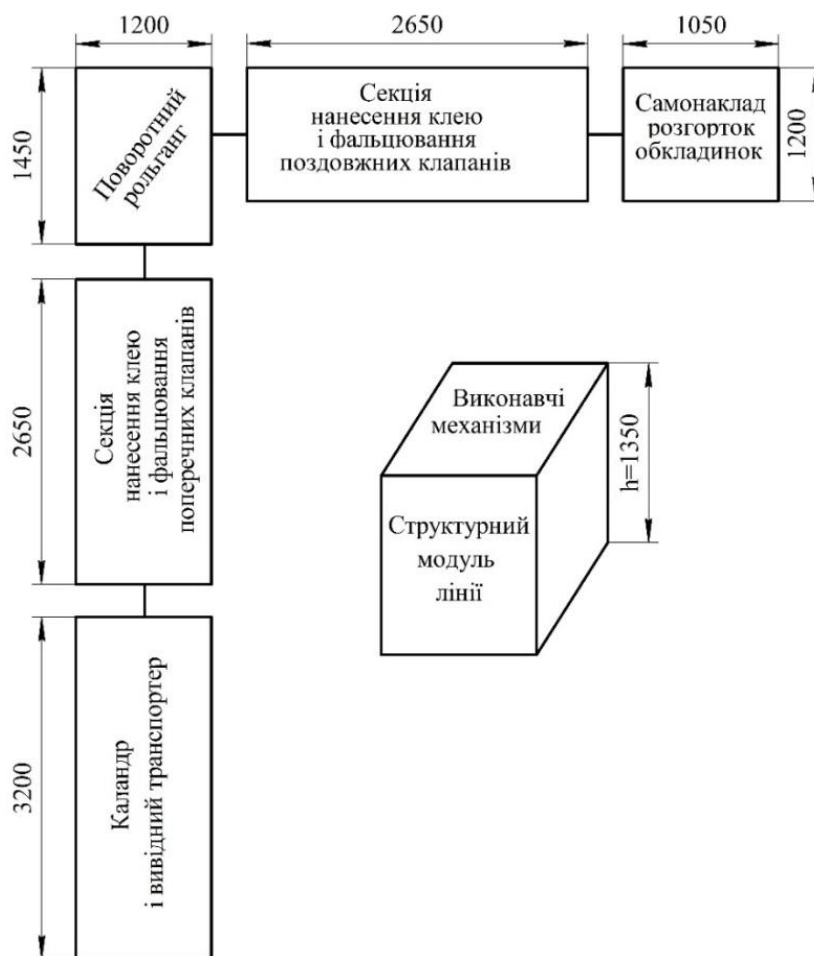 1200
2650
1050
1450
Поворотний
рольганг
Секція
нанесення клею
і фальцювання
поздовжних клапанів
Самонаклад
розгорток
обкладинок
1200
2650
Секція
нанесення клею
і фальцювання
поперечних клапанів
Виконавчі
механізми
h=1350
Структурний
модуль
лінії
3200
Каландр
і вивідний транспортер